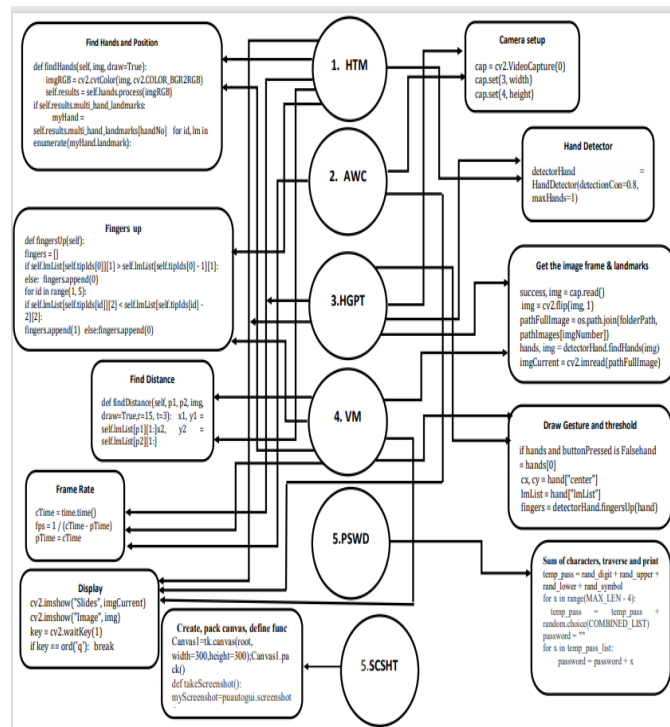 Find Hands and Position
def findHands(self, img, draw=True):
imgRGB = cv2.cvtColor(img, cv2.COLOR_BGR2RGB)
self.results = self.hands.process(imgRGB)
if self.results.multi_hand_landmarks:
myHand =
self.results.multi_hand_landmarks[handNo] for id, lm in
enumerate(myHand.landmark):
Fingers up
def fingersUp(self):
fingers = []
if self.lmList[self.tipIds[0]][1] > self.lmList[self.tipIds[0] - 1][1]:
else: fingers.append(0)
for id in range(1, 5):
if self.lmList[self.tipIds[id]][2] < self.lmList[self.tipIds[id] -
2][2]:
fingers.append(1) else:fingers.append(0)
Find Distance
def findDistance(self, p1, p2, img,
draw=True,r=15, t=3): x1, y1 =
self.lmList[p1][1:]x2, y2 =
self.lmList[p2][1:]
Frame Rate
cTime = time.time()
fps = 1 / (cTime - pTime)
pTime = cTime
Display
cv2.imshow("Slides", imgCurrent)
cv2.imshow("Image", img)
key = cv2.waitKey(1)
if key == ord('q'): break
Create, pack canvas, define func
Canvas1=tk.canvas(root,
width=300,height=300);Canvas1.pa
ck()
def takeScreenshot():
myScreenshot=puautogui.screenshot
1. HTM
2. AWC
3.HGPT
4. VM
5.PSWD
5.SCSHT
Camera setup
cap = cv2.VideoCapture(0)
cap.set(3, width)
cap.set(4, height)
Hand Detector
detectorHand =
HandDetector(detectionCon=0.8,
maxHands=1)
Get the image frame & landmarks
success, img = cap.read()
img = cv2.flip(img, 1)
pathFullImage = os.path.join(folderPath,
pathImages[imgNumber])
hands, img = detectorHand.findHands(img)
imgCurrent = cv2.imread(pathFullImage)
Draw Gesture and threshold
if hands and buttonPressed is Falsehand
= hands[0]
cx, cy = hand["center"]
lmList = hand["lmList"]
fingers = detectorHand.fingersUp(hand)
Sum of characters, traverse and print
temp_pass = rand_digit + rand_upper +
rand_lower + rand_symbol
for x in range(MAX_LEN - 4):
temp_pass = temp_pass +
random.choice(COMBINED_LIST)
password = ""
for x in temp_pass_list:
password = password + x